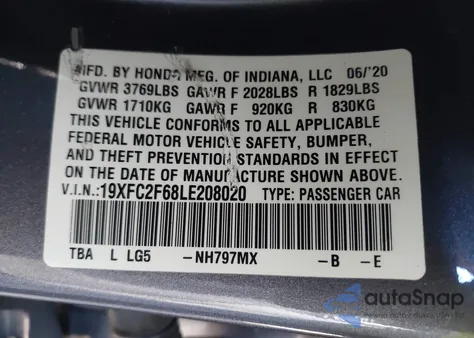 MFD. BY HONDA MFG. OF INDIANA, LLC 06/'20
GVWR 3769LBS GAWR F 2028LBS R 1829LBS
GVWR 1710KG GAWR F 920KG R 830KG
THIS VEHICLE CONFORMS TO ALL APPLICABLE
FEDERAL MOTOR VEHICLE SAFETY, BUMPER,
AND THEFT PREVENTION STANDARDS IN EFFECT
ON THE DATE OF MANUFACTURE SHOWN ABOVE.
V.I.N.:19XFC2F68LE208020 TYPE: PASSENGER CAR
TBA L LG5 -NH797MX -B -E
autoSnap